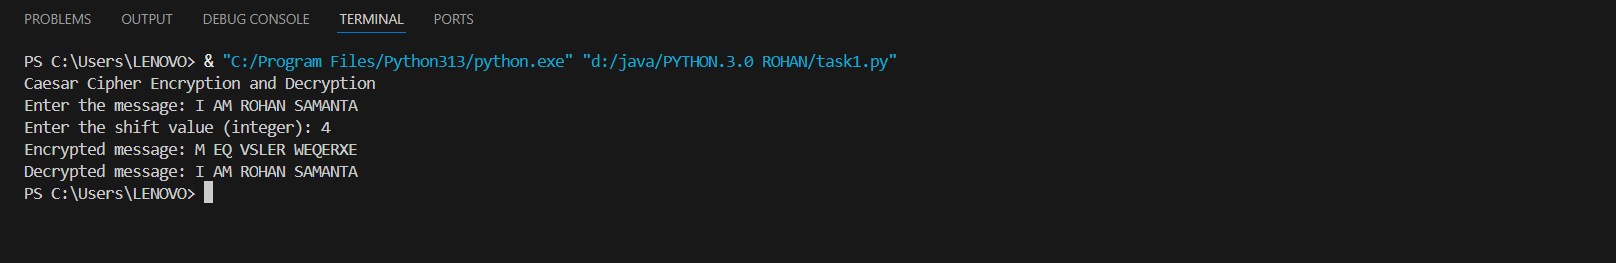 PROBLEMS OUTPUT DEBUG CONSOLE TERMINAL PORTS
PS C:\Users\LENOVO> & "C:/Program Files/Python313/python.exe" "d:/java/PYTHON.3.0 ROHAN/task1.py"
Caesar Cipher Encryption and Decryption
Enter the message: I AM ROHAN SAMANTA
Enter the shift value (integer): 4
Encrypted message: M EQ VSLER WEQERXE
Decrypted message: I AM ROHAN SAMANTA
PS C:\Users\LENOVO>